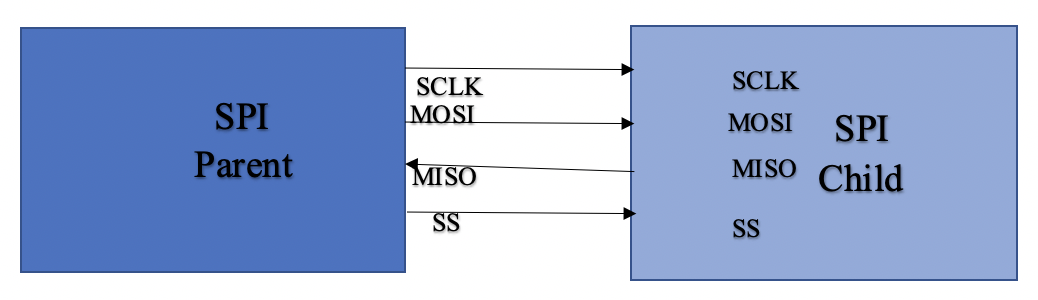 SPI
Parent
SCLK
MOSI
MISO
SS
SCLK
MOSI
MISO
SS
SPI
Child